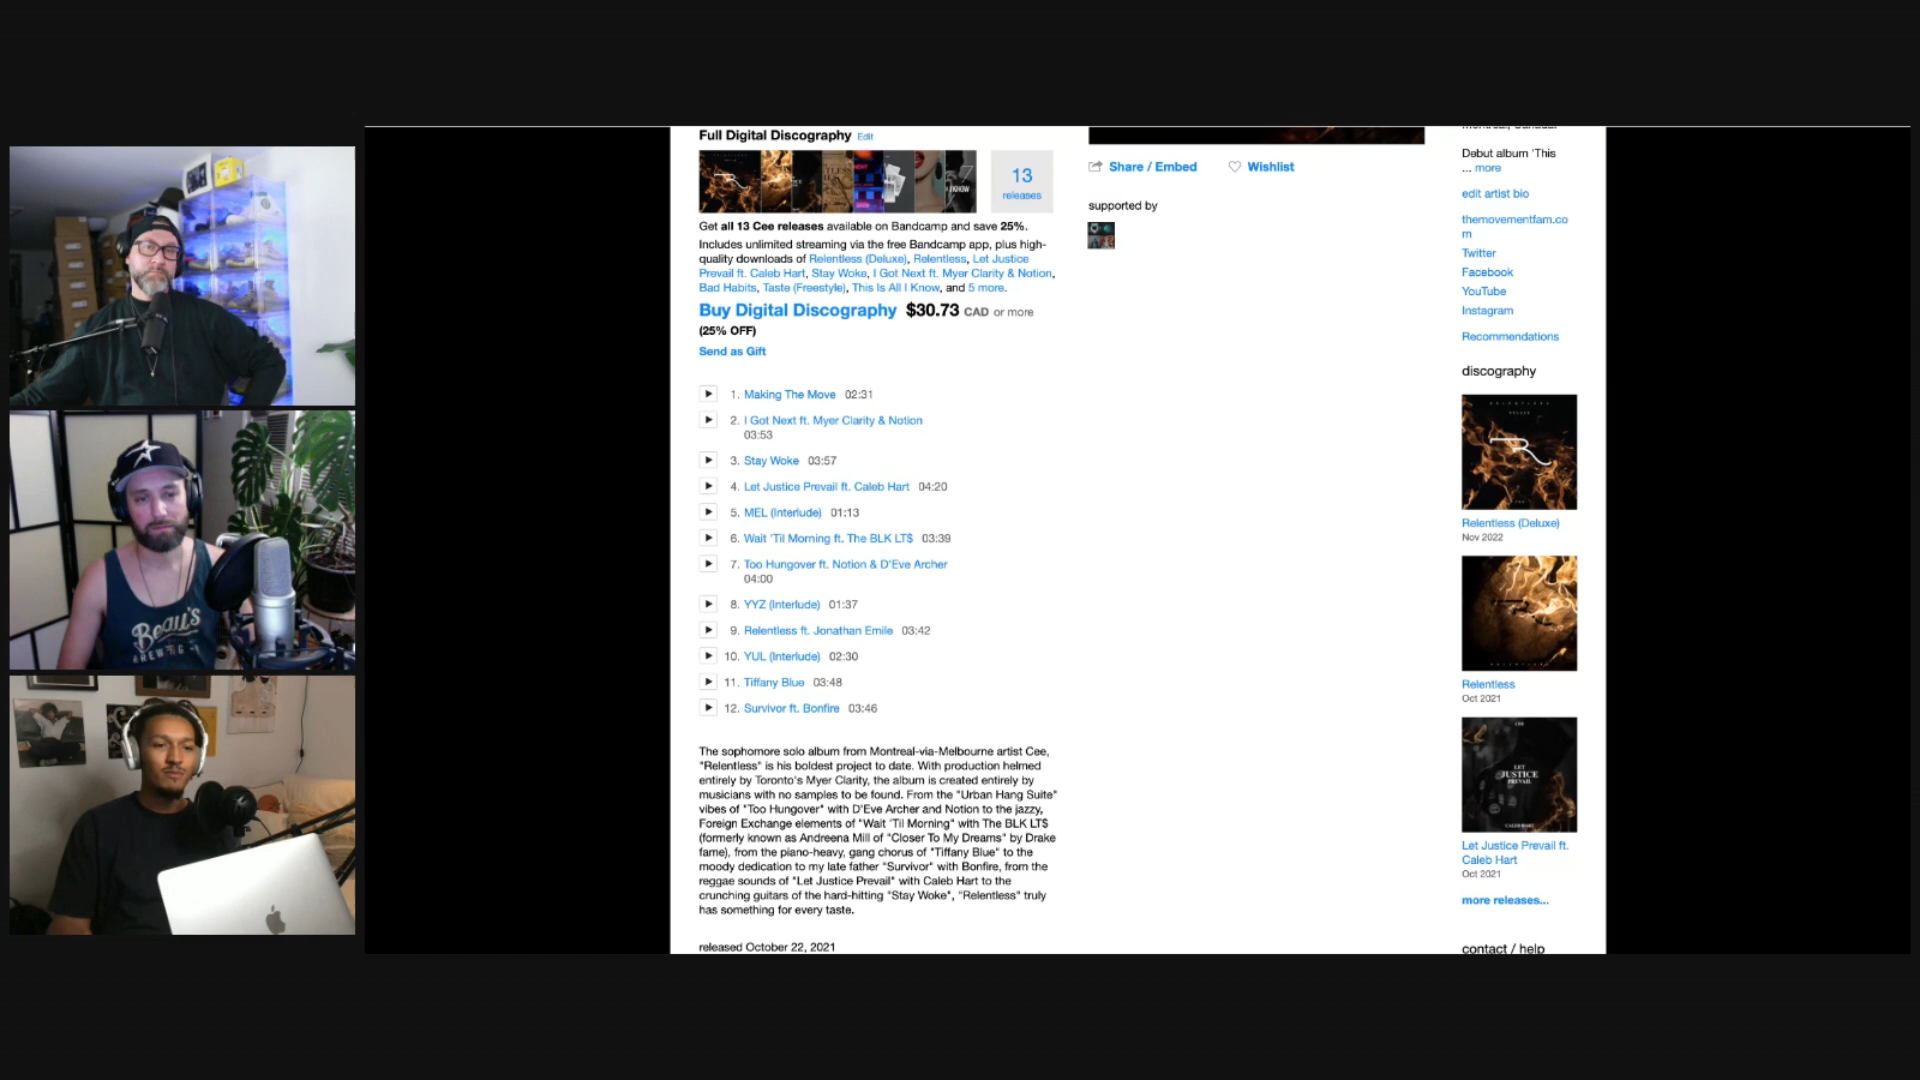 Full Digital Discography Edit
13
releases
Get all 13 Cee releases available on Bandcamp and save 25%.
Includes unlimited streaming via the free Bandcamp app, plus high-
quality downloads of Relentless (Deluxe), Relentless, Let Justice
Prevail ft. Caleb Hart, Stay Woke, I Got Next ft. Myer Clarity & Notion,
Bad Habits, Taste (Freestyle), This Is All I Know, and 5 more.
Buy Digital Discography $30.73 CAD or more
(25% OFF)
Send as Gift
1. Making The Move 02:31
2. I Got Next ft. Myer Clarity & Notion
03:53
3. Stay Woke 03:57
4. Let Justice Prevail ft. Caleb Hart 04:20
5. MEL (Interlude) 01:13
6. Wait 'Til Morning ft. The BLK LT$ 03:39
7. Too Hungover ft. Notion & D'Eve Archer
04:00
8. YYZ (Interlude) 01:37
9. Relentless ft. Jonathan Emile 03:42
10. YUL (Interlude) 02:30
11. Tiffany Blue 03:48
12. Survivor ft. Bonfire 03:46
The sophomore solo album from Montreal-via-Melbourne artist Cee,
"Relentless" is his boldest project to date. With production helmed
entirely by Toronto's Myer Clarity, the album is created entirely by
musicians with no samples to be found. From the "Urban Hang Suite"
vibes of "Too Hungover" with D'Eve Archer and Notion to the jazzy,
Foreign Exchange elements of "Wait 'Til Morning" with The BLK LT$
(formerly known as Andreena Mill of "Closer To My Dreams" by Drake
fame), from the piano-heavy, gang chorus of "Tiffany Blue" to the
moody dedication to my late father "Survivor" with Bonfire, from the
reggae sounds of "Let Justice Prevail" with Caleb Hart to the
crunching guitars of the hard-hitting "Stay Woke", "Relentless" truly
has something for every taste.
released October 22, 2021
Share / Embed Wishlist
supported by
Montreal, Canada
Debut album 'This
... more
edit artist bio
themovementfam.co
m
Twitter
Facebook
YouTube
Instagram
Recommendations
discography
Relentless (Deluxe)
Nov 2022
Relentless
Oct 2021
LET
JUSTICE
PREVAIL
CALEB HART
Let Justice Prevail ft.
Caleb Hart
Oct 2021
more releases...
contact / help
Beau's